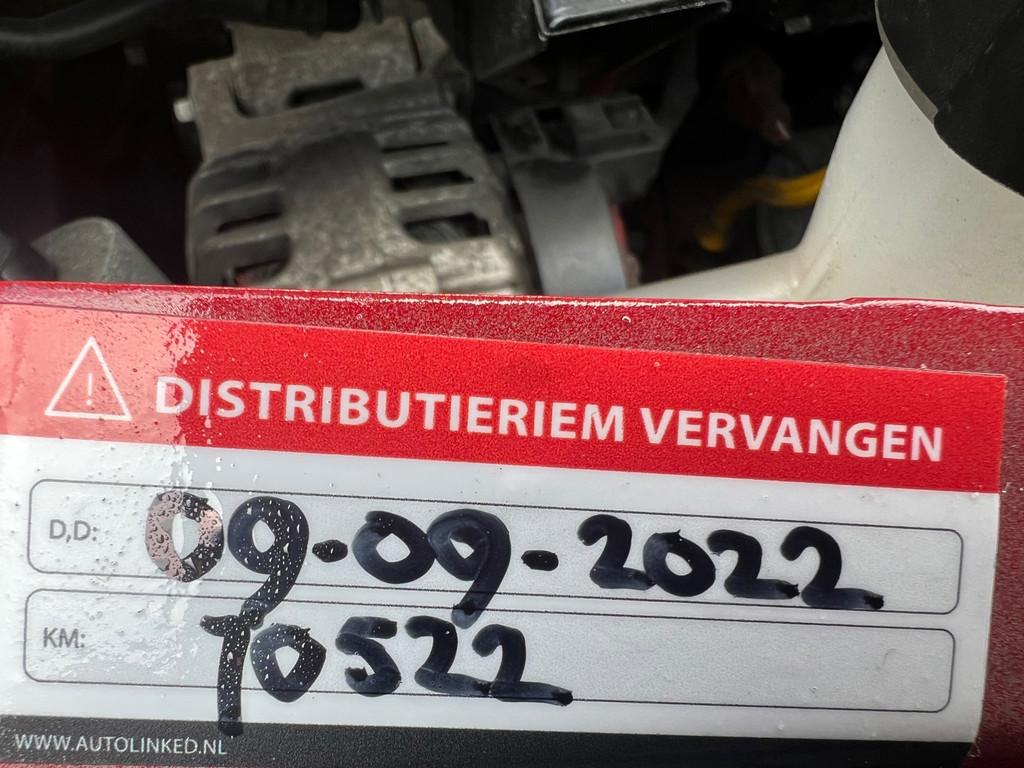 DISTRIBUTIERIEM VERVANGEN
D,D: 09-09-2022
KM: 70522
WWW.AUTOLINKED.NL